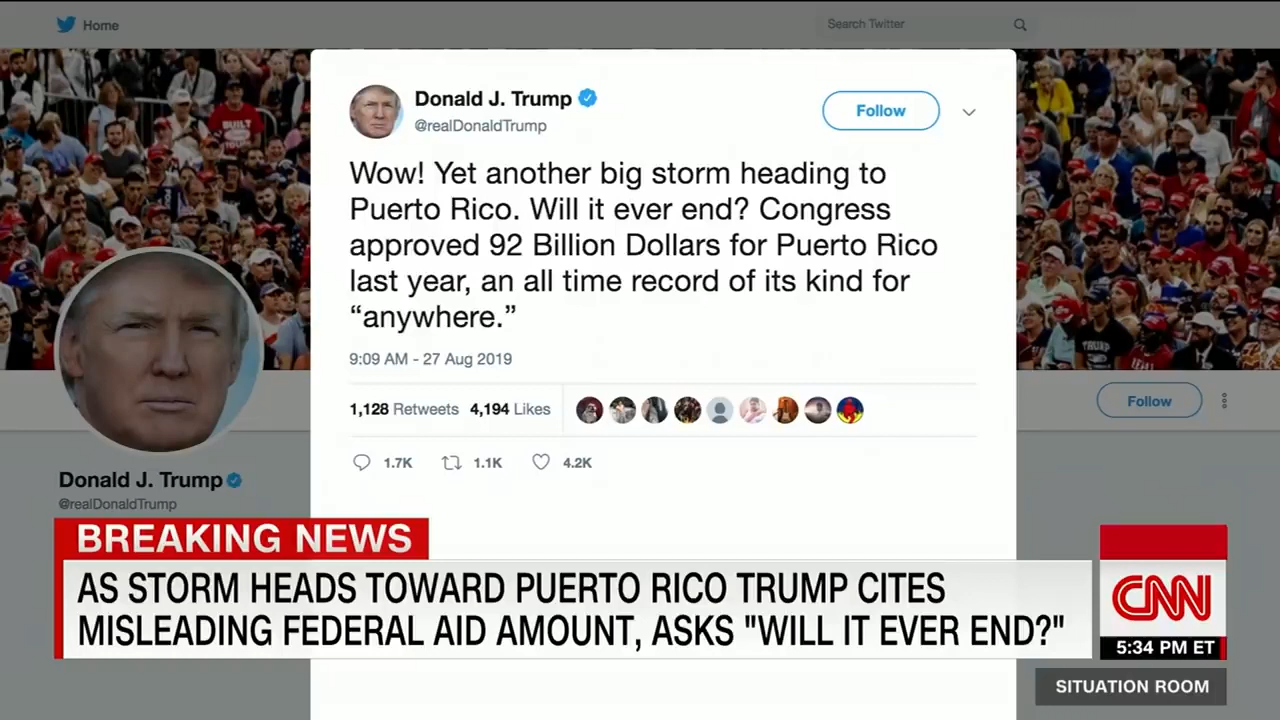 Home
Search Twitter
Donald J. Trump
@realDonaldTrump
Follow
Wow! Yet another big storm heading to
Puerto Rico. Will it ever end? Congress
approved 92 Billion Dollars for Puerto Rico
last year, an all time record of its kind for
“anywhere.”
9:09 AM - 27 Aug 2019
1,128 Retweets 4,194 Likes
1.7K 1.1K 4.2K
Follow
Donald J. Trump
@realDonaldTrump
BREAKING NEWS
AS STORM HEADS TOWARD PUERTO RICO TRUMP CITES
MISLEADING FEDERAL AID AMOUNT, ASKS "WILL IT EVER END?"
CNN
5:34 PM ET
SITUATION ROOM